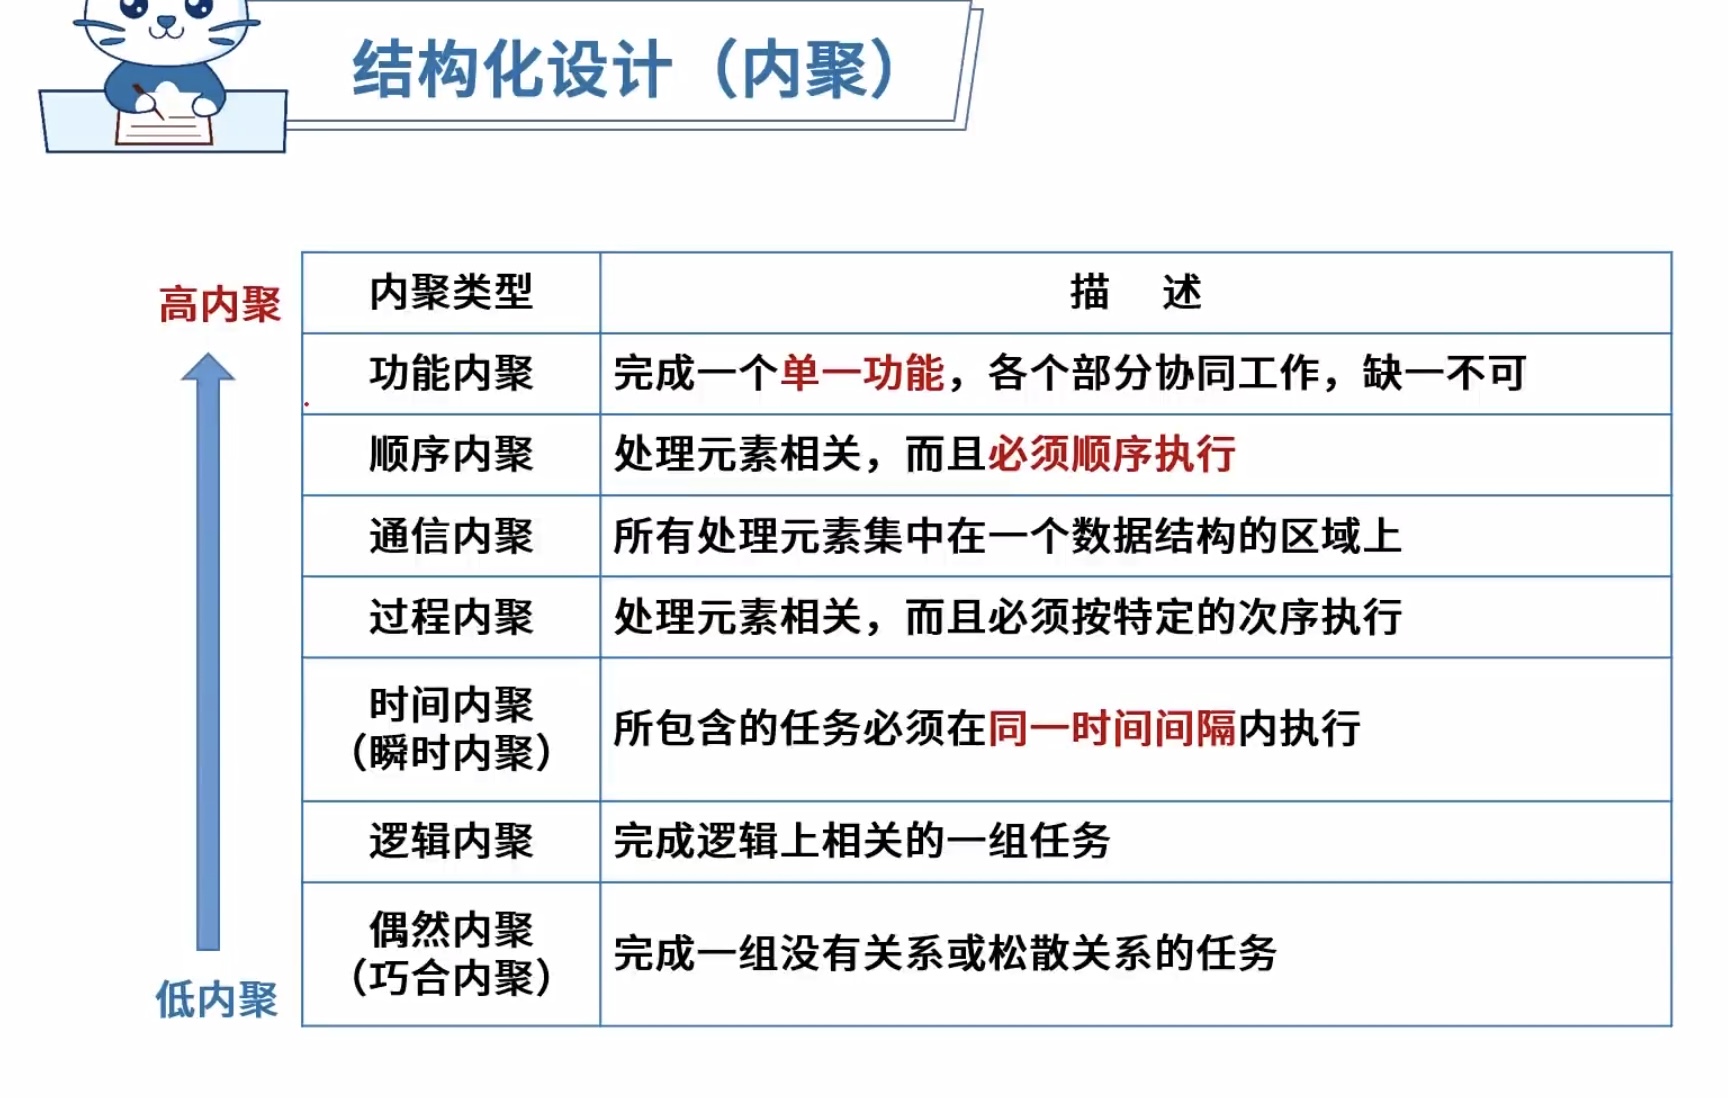 结构化设计（内聚）
高内聚
低内聚
内聚类型 描 述
功能内聚 完成一个单一功能，各个部分协同工作，缺一不可
顺序内聚 处理元素相关，而且必须顺序执行
通信内聚 所有处理元素集中在一个数据结构的区域上
过程内聚 处理元素相关，而且必须按特定的次序执行
时间内聚
（瞬时内聚） 所包含的任务必须在同一时间间隔内执行
逻辑内聚 完成逻辑上相关的一组任务
偶然内聚
（巧合内聚） 完成一组没有关系或松散关系的任务